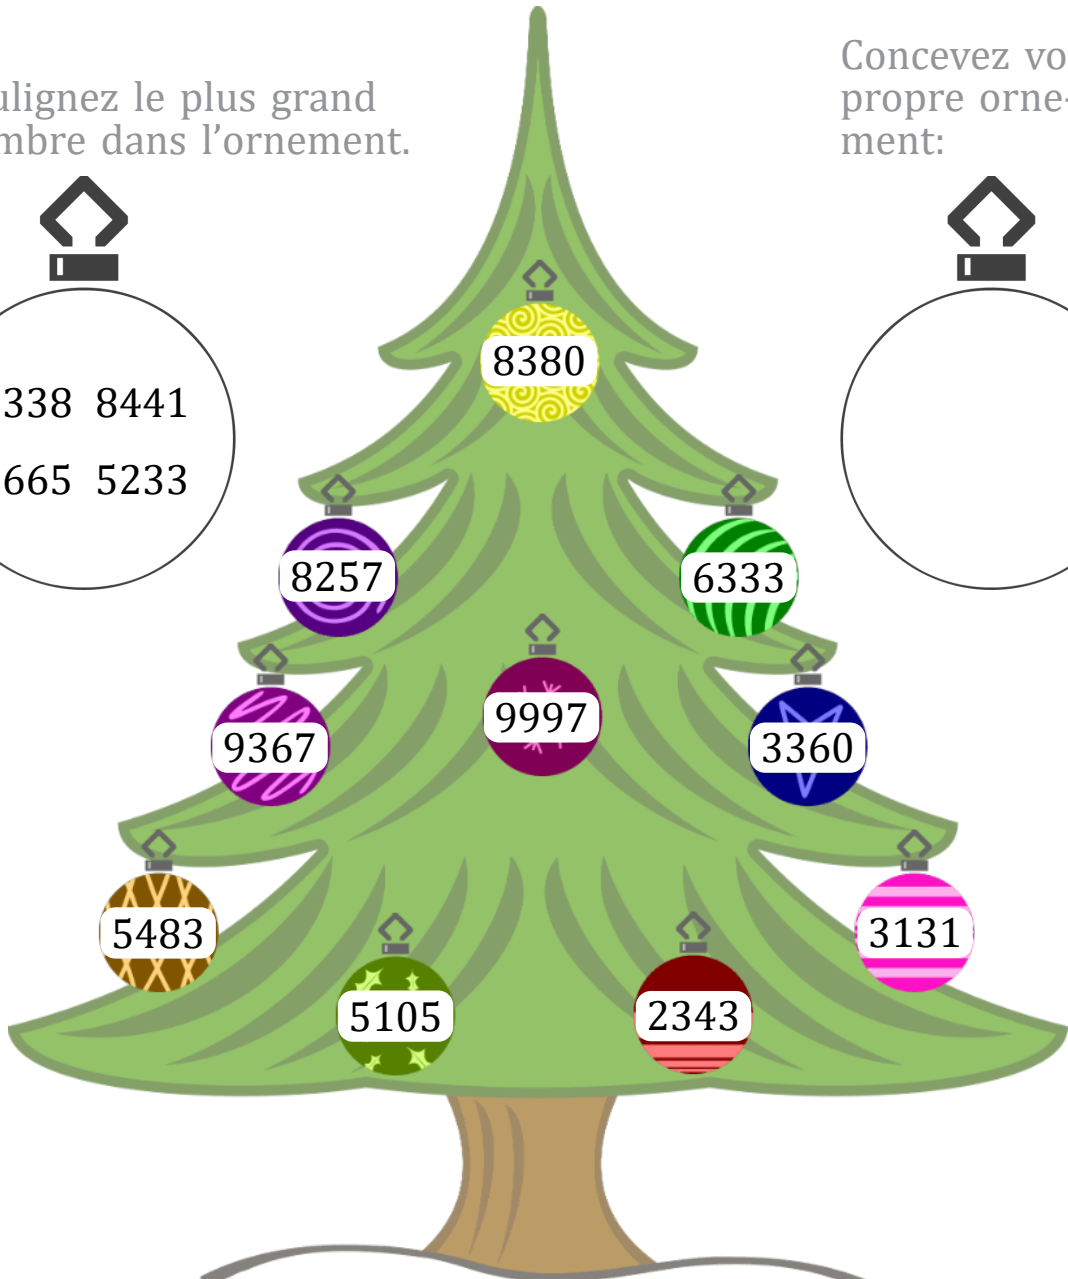 ulignez le plus grand
mbre dans l’ornement.
Concevez vo
propre orne-
ment:
338 8441
665 5233
8380
8257
6333
9997
9367
3360
5483
3131
5105
2343